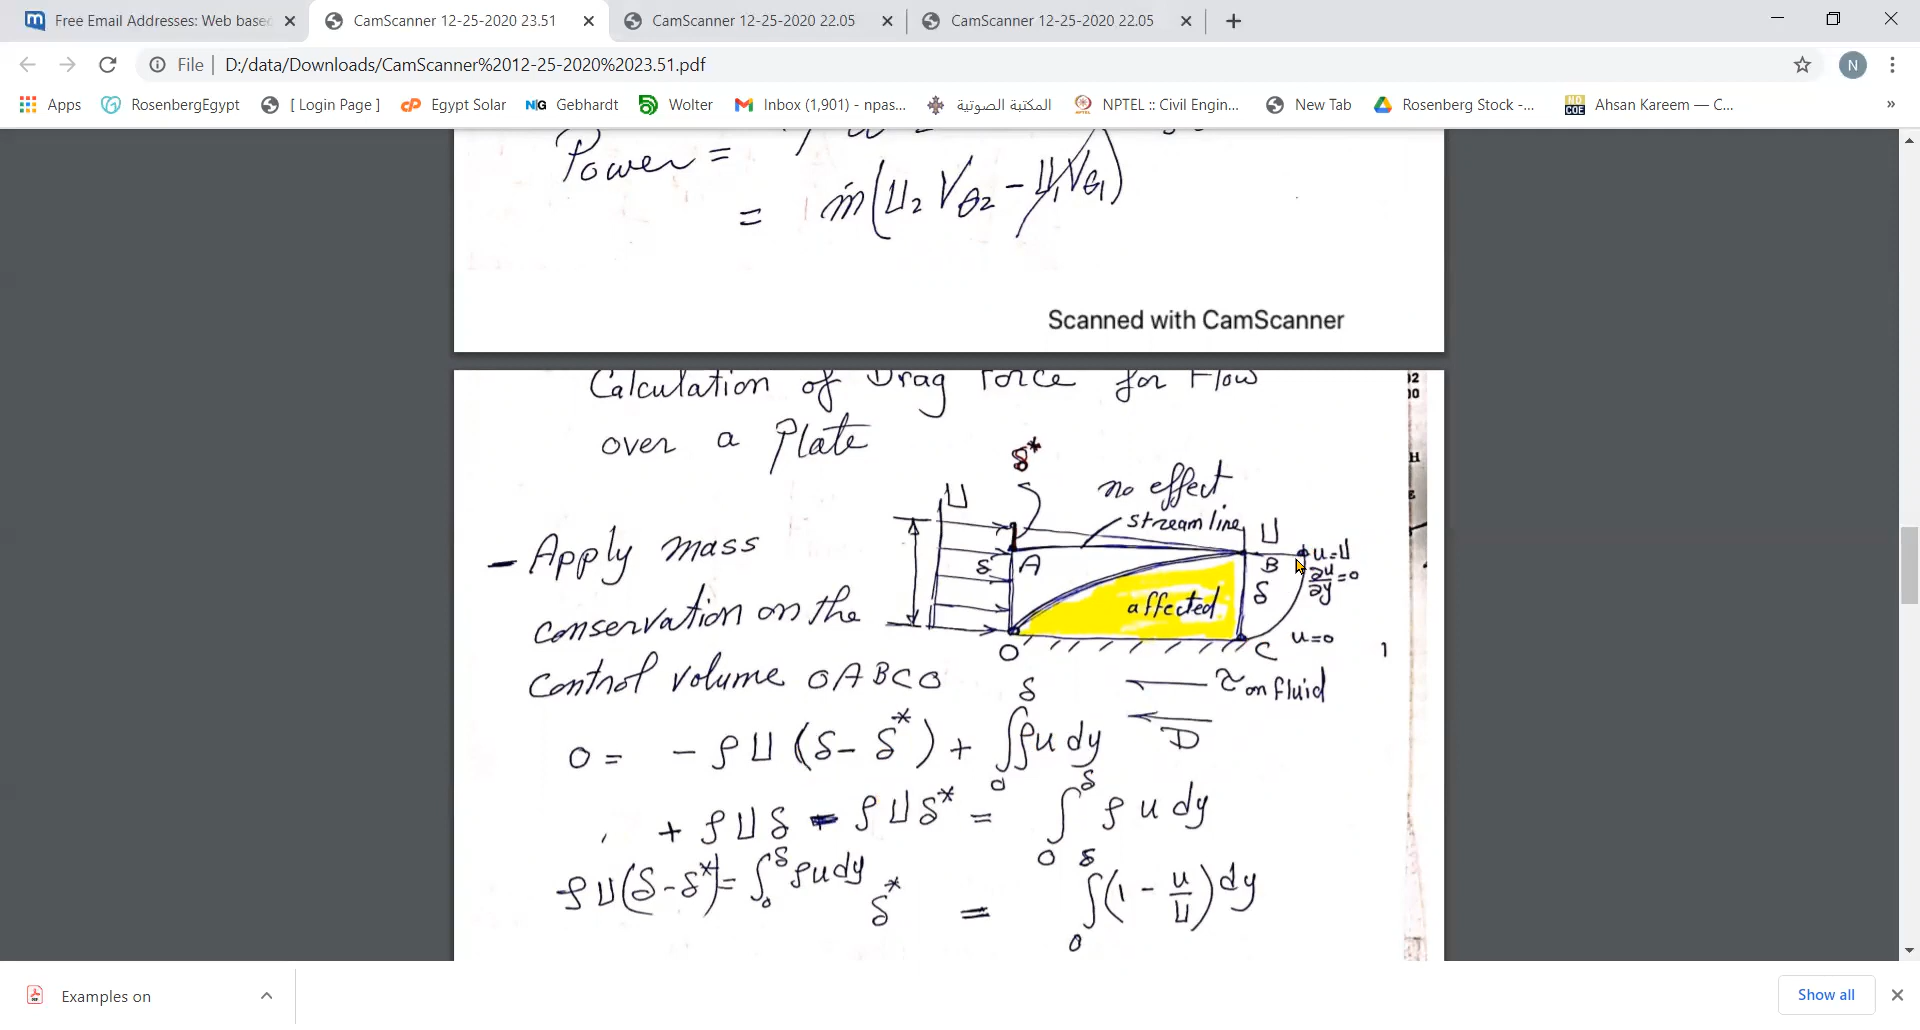 Free Email Addresses: Web base
CamScanner 12-25-2020 23.51
CamScanner 12-25-2020 22.05
CamScanner 12-25-2020 22.05
File | D:/data/Downloads/CamScanner%2012-25-2020%2023.51.pdf
N
Apps
RosenbergEgypt
[ Login Page ]
Egypt Solar
Gebhardt
Wolter
Inbox (1,901) - npas...
المكتبة الصوتية
NPTEL :: Civil Engin...
New Tab
Rosenberg Stock -...
Ahsan Kareem — C...
»
Power =
= ṁ(U₂ Vθ₂ - U₁Vθ₁)
Scanned with CamScanner
Calculation of Drag Force for Flow
over a Plate
δ*
U
no effect
stream line
U
- Apply mass
δ A
B
u=U
∂u/∂y=0
affected
δ
conservation on the
u=0
O
C
1
control volume OABCO
τ on fluid
D
0 = - ρU(δ-δ*) + ∫₀^δ ρu dy
+ ρUδ - ρUδ* = ∫₀^δ ρ u dy
ρU(δ-δ*) = ∫₀^δ ρudy
δ* = ∫₀^δ (1 - u/U) dy
Examples on
Show all